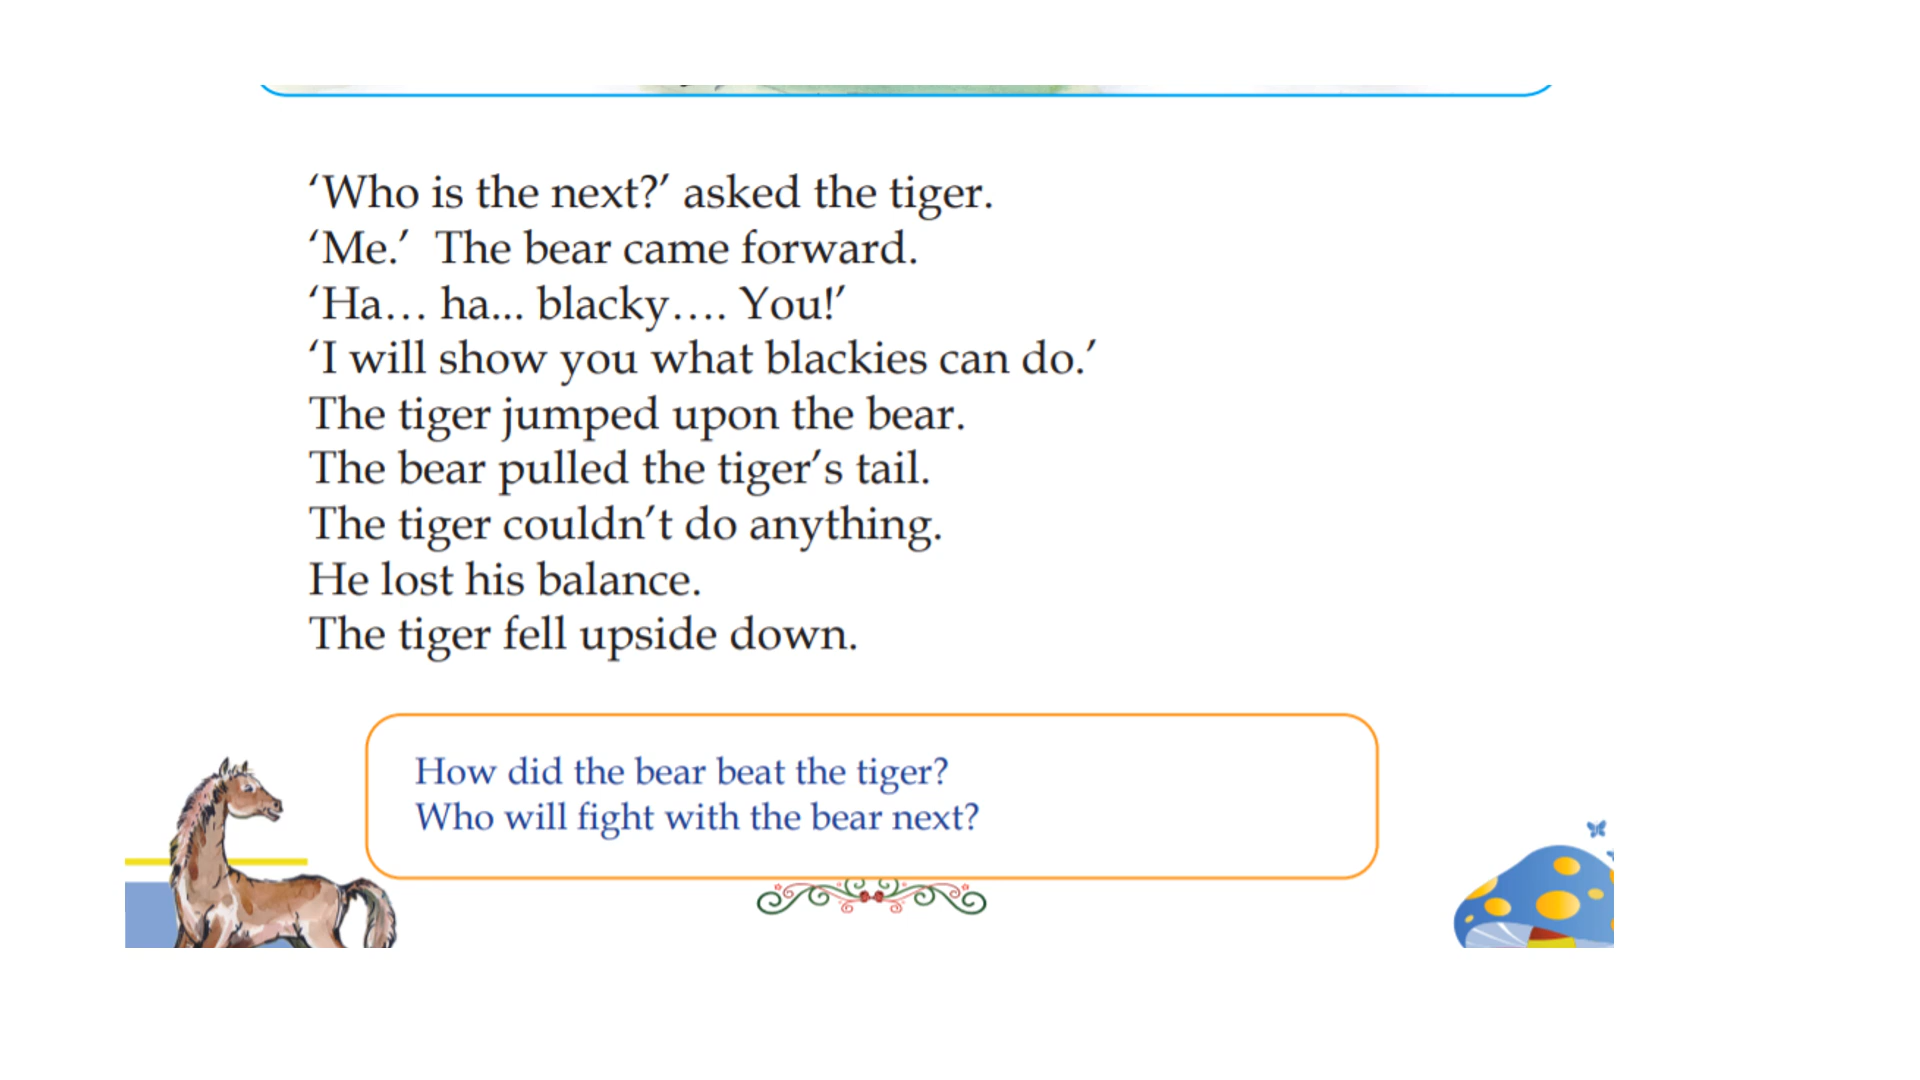 ‘Who is the next?’ asked the tiger.
‘Me.’ The bear came forward.
‘Ha… ha... blacky…. You!’
‘I will show you what blackies can do.’
The tiger jumped upon the bear.
The bear pulled the tiger’s tail.
The tiger couldn’t do anything.
He lost his balance.
The tiger fell upside down.
How did the bear beat the tiger?
Who will fight with the bear next?